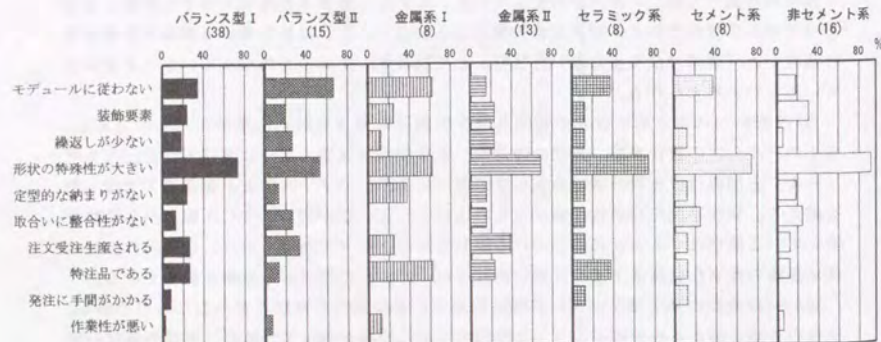 バランス型Ⅰ バランス型Ⅱ 金属系Ⅰ 金属系Ⅱ セラミック系 セメント系 非セメント系
(38) (15) (8) (13) (8) (8) (16)
0 40 80 0 40 80 0 40 80 0 40 80 0 40 80 0 40 80 0 40 80 %
モデュールに従わない
装飾要素
繰返しが少ない
形状の特殊性が大きい
定型的な納まりがない
取合いに整合性がない
注文受注生産される
特注品である
発注に手間がかかる
作業性が悪い